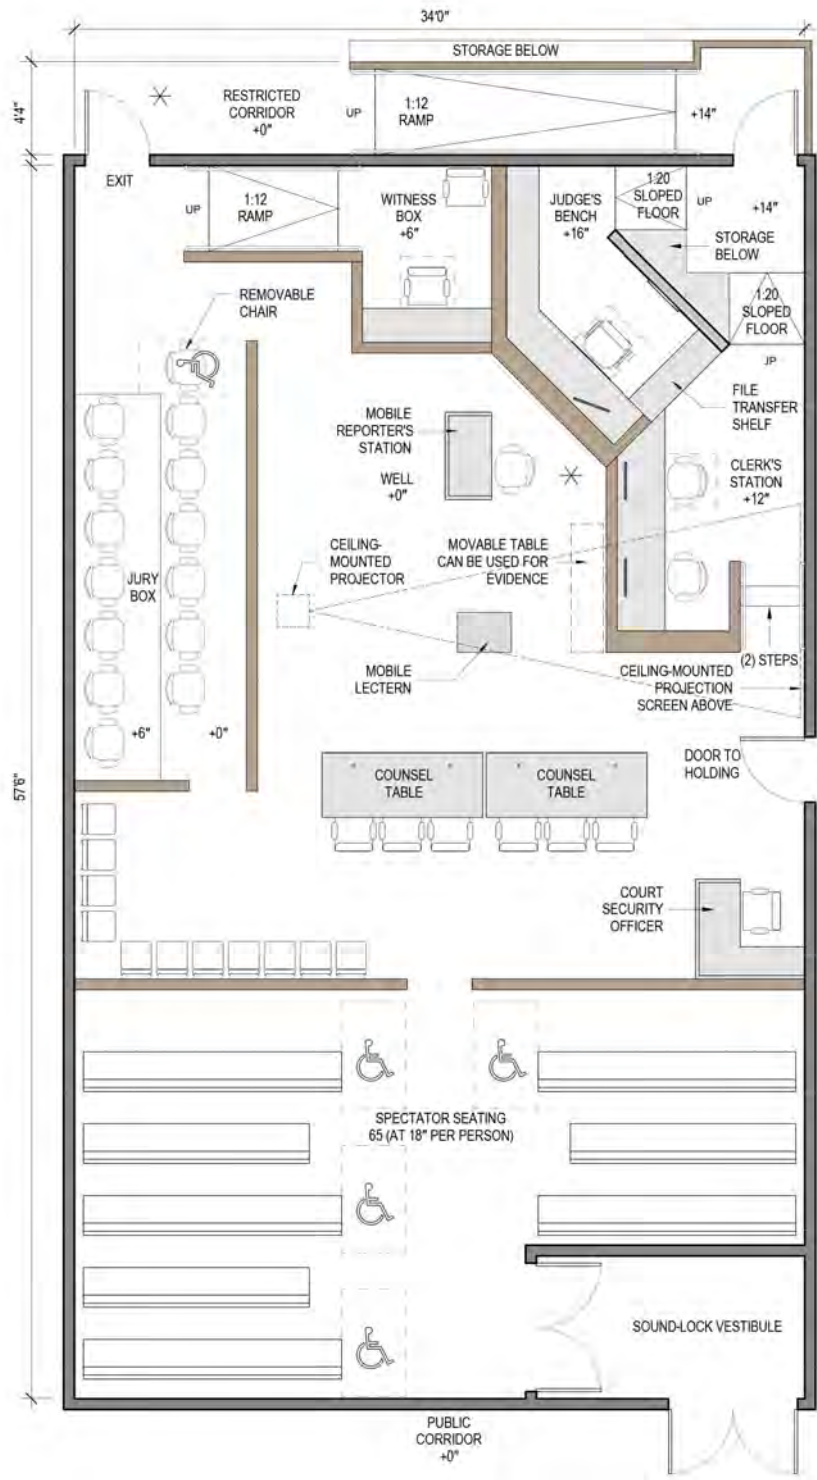 34'0"
STORAGE BELOW
4'4"
RESTRICTED
CORRIDOR
+0"
UP
1:12
RAMP
+14"
EXIT
UP
1:12
RAMP
WITNESS
BOX
+6"
JUDGE'S
BENCH
+16"
1:20
SLOPED
FLOOR
UP
+14"
STORAGE
BELOW
1:20
SLOPED
FLOOR
JP
REMOVABLE
CHAIR
FILE
TRANSFER
SHELF
MOBILE
REPORTER'S
STATION
WELL
+0"
CLERK'S
STATION
+12"
CEILING-
MOUNTED
PROJECTOR
MOVABLE TABLE
CAN BE USED FOR
EVIDENCE
JURY
BOX
(2) STEPS
MOBILE
LECTERN
CEILING-MOUNTED
PROJECTION
SCREEN ABOVE
+6"
+0"
57'6"
COUNSEL
TABLE
COUNSEL
TABLE
DOOR TO
HOLDING
COURT
SECURITY
OFFICER
SPECTATOR SEATING
65 (AT 18" PER PERSON)
SOUND-LOCK VESTIBULE
PUBLIC
CORRIDOR
+0"